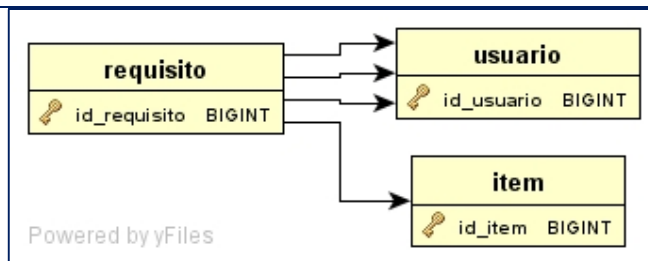 requisito
id_requisito BIGINT
usuario
id_usuario BIGINT
item
id_item BIGINT
Powered by yFiles